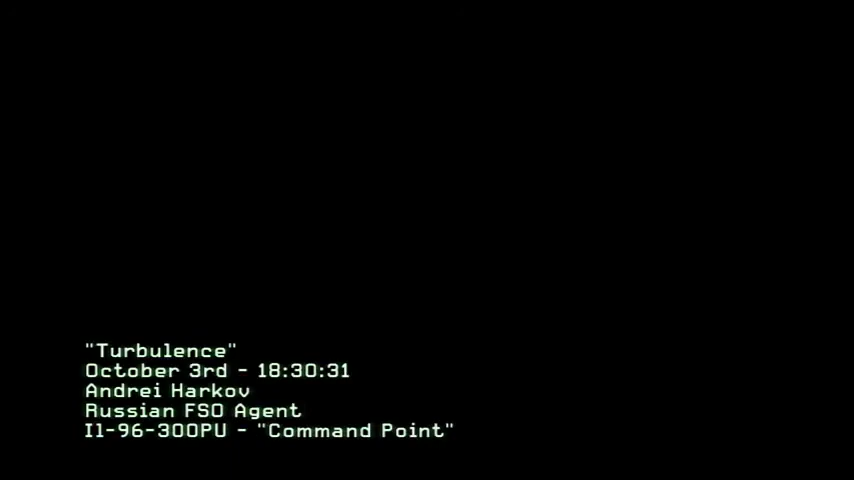 "Turbulence"
October 3rd - 18:30:31
Andrei Harkov
Russian FSO Agent
Il-96-300PU - "Command Point"